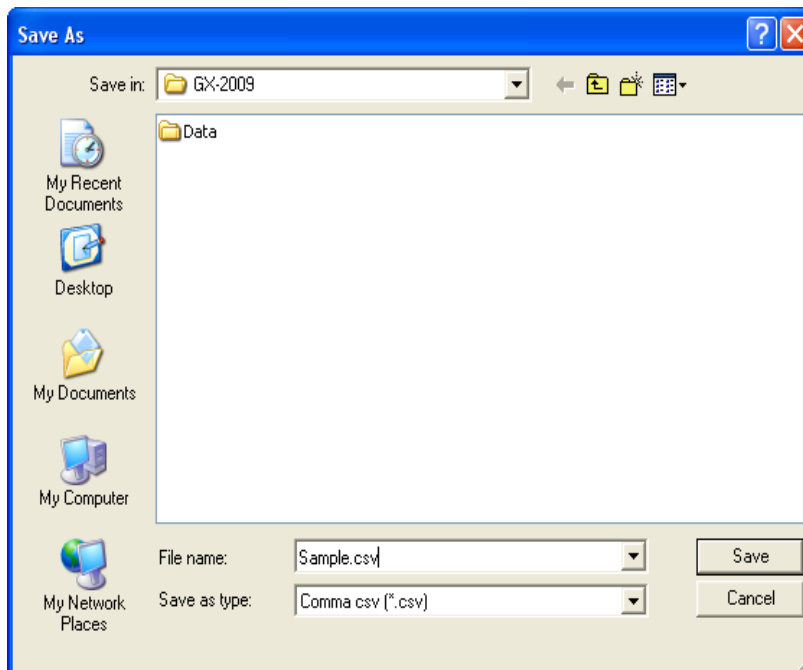 Save As
Save in:
GX-2009
Data
My Recent
Documents
Desktop
My Documents
My Computer
My Network
Places
File name:
Sample.csv
Save
Save as type:
Comma csv (*.csv)
Cancel